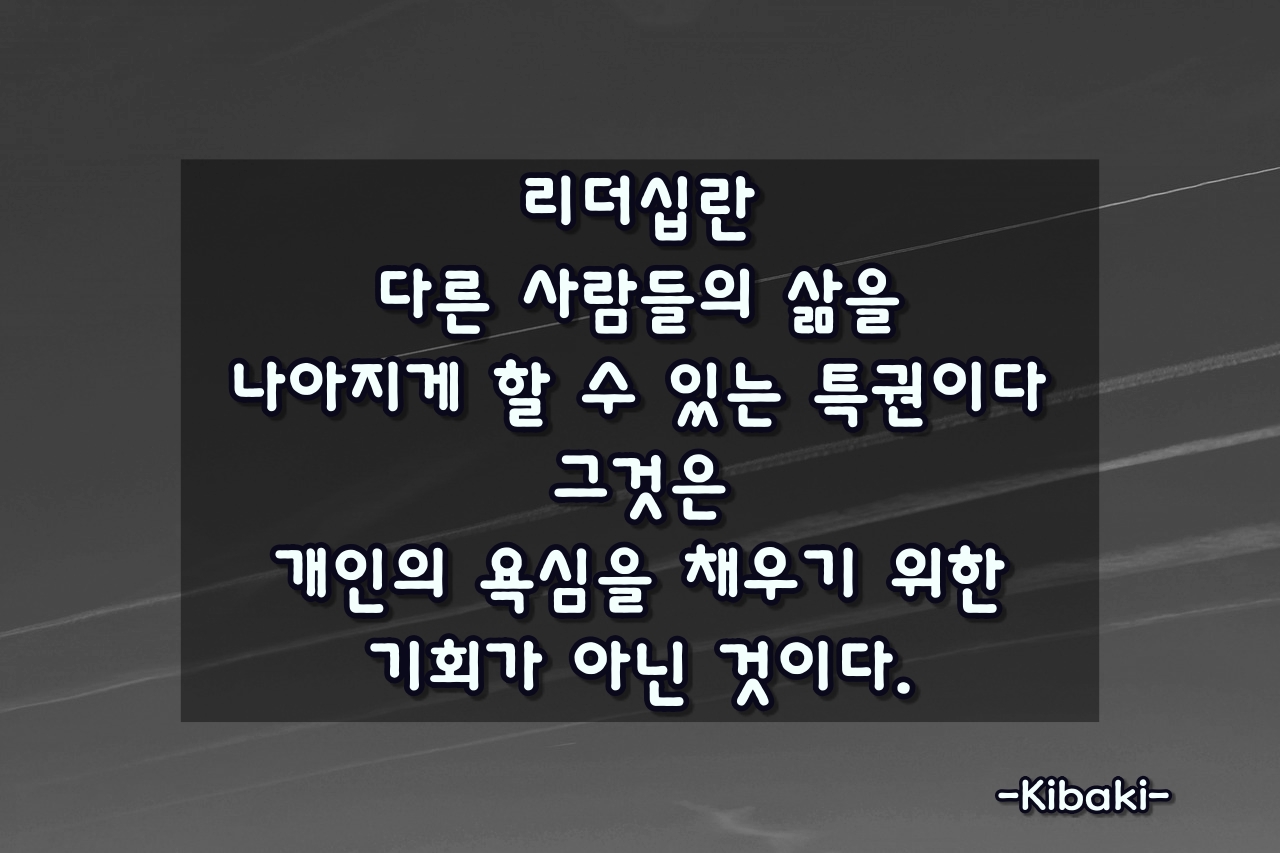 리더십란
다른 사람들의 삶을
나아지게 할 수 있는 특권이다
그것은
개인의 욕심을 채우기 위한
기회가 아닌 것이다.
-Kibaki-